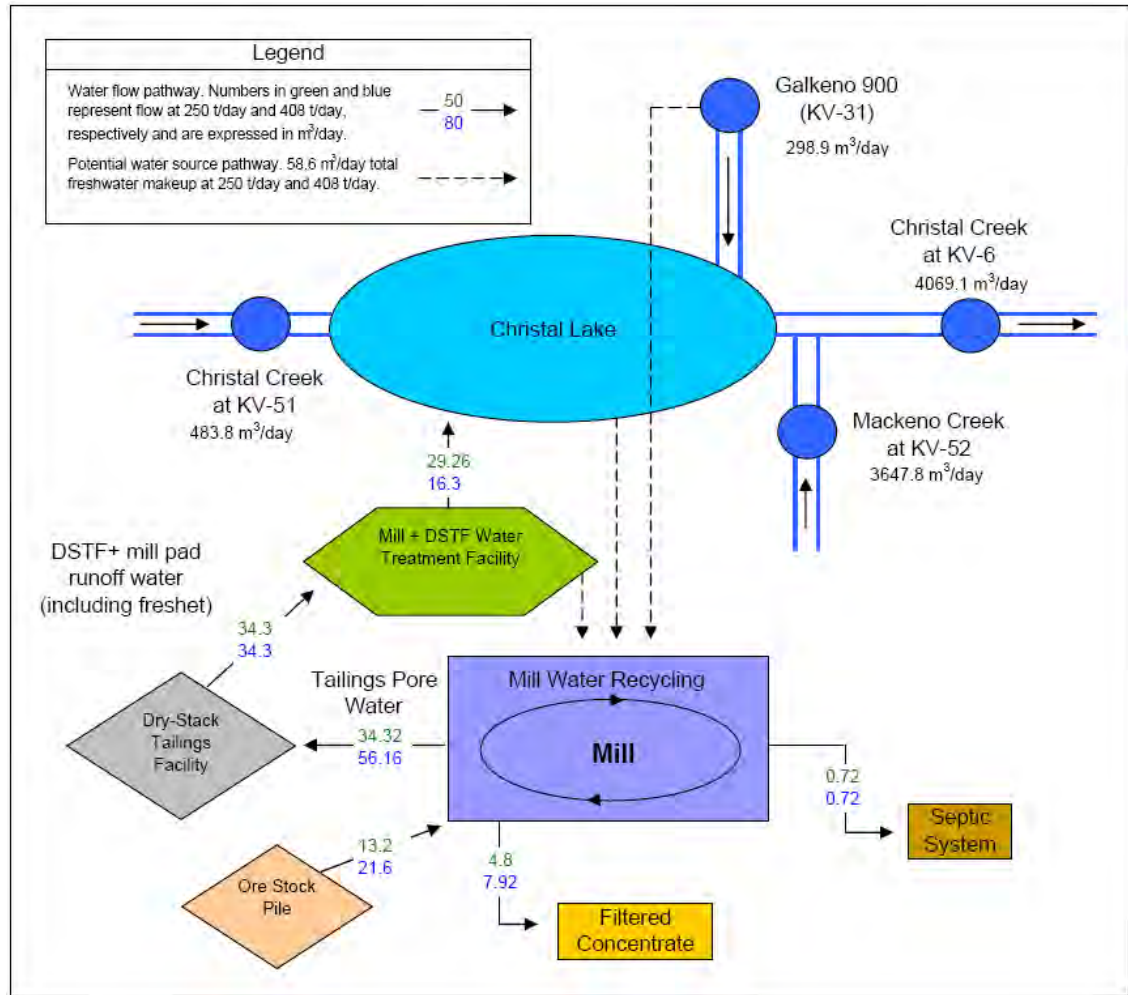 Legend
Water flow pathway. Numbers in green and blue
represent flow at 250 t/day and 408 t/day,
respectively and are expressed in m³/day.
50
80
Potential water source pathway. 58.6 m³/day total
freshwater makeup at 250 t/day and 408 t/day.
Galkeno 900
(KV-31)
298.9 m³/day
Christal Creek
at KV-6
4069.1 m³/day
Christal Lake
Christal Creek
at KV-51
483.8 m³/day
Mackeno Creek
at KV-52
3647.8 m³/day
29.26
16.3
Mill + DSTF Water
Treatment Facility
DSTF+ mill pad
runoff water
(including freshet)
34.3
34.3
Tailings Pore
Water
34.32
56.16
Mill Water Recycling
Mill
Dry-Stack
Tailings
Facility
0.72
0.72
Septic
System
13.2
21.6
Ore Stock
Pile
4.8
7.92
Filtered
Concentrate